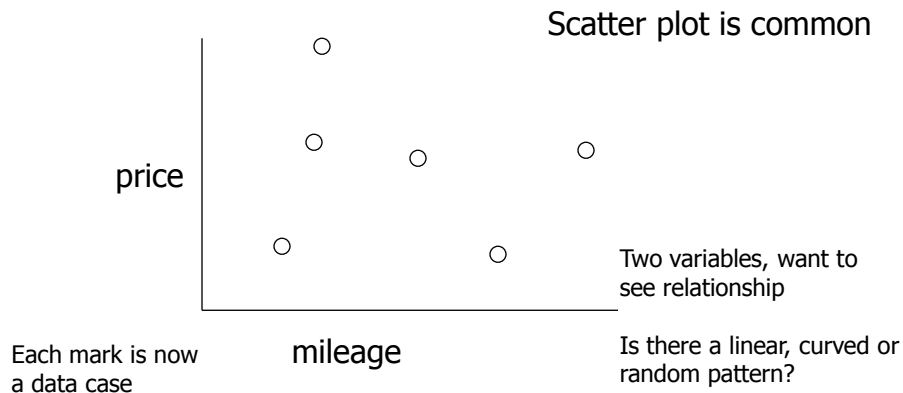 Scatter plot is common
price
Two variables, want to
see relationship
mileage
Each mark is now
a data case
Is there a linear, curved or
random pattern?